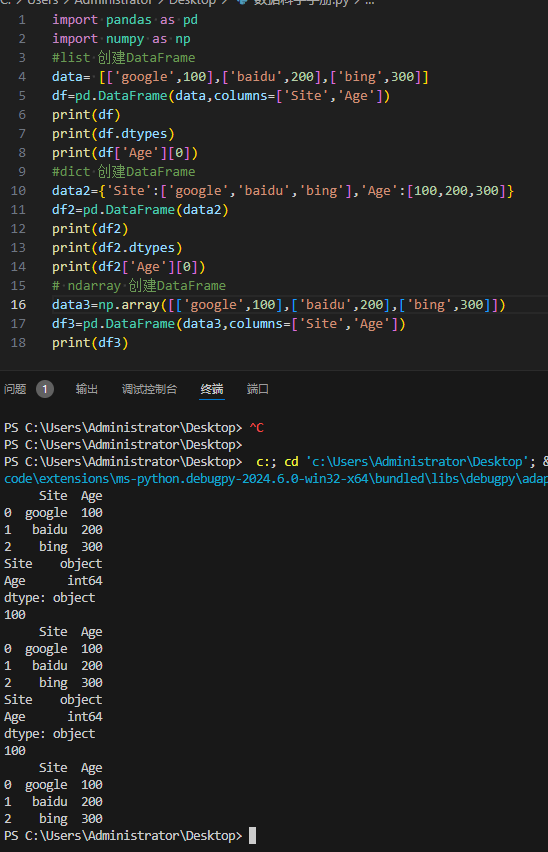 C: > Users > Administrator > Desktop > 数据科学手册.py > ...
1 import pandas as pd
2 import numpy as np
3 #list 创建DataFrame
4 data= [['google',100],['baidu',200],['bing',300]]
5 df=pd.DataFrame(data,columns=['Site','Age'])
6 print(df)
7 print(df.dtypes)
8 print(df['Age'][0])
9 #dict 创建DataFrame
10 data2={'Site':['google','baidu','bing'],'Age':[100,200,300]}
11 df2=pd.DataFrame(data2)
12 print(df2)
13 print(df2.dtypes)
14 print(df2['Age'][0])
15 # ndarray 创建DataFrame
16 data3=np.array([['google',100],['baidu',200],['bing',300]])
17 df3=pd.DataFrame(data3,columns=['Site','Age'])
18 print(df3)
问题 1 输出 调试控制台 终端 端口
PS C:\Users\Administrator\Desktop> ^C
PS C:\Users\Administrator\Desktop>
PS C:\Users\Administrator\Desktop>  c:; cd 'c:\Users\Administrator\Desktop'; &
code\extensions\ms-python.debugpy-2024.6.0-win32-x64\bundled\libs\debugpy\adap
     Site  Age
0  google  100
1   baidu  200
2    bing  300
Site    object
Age      int64
dtype: object
100
     Site  Age
0  google  100
1   baidu  200
2    bing  300
Site    object
Age      int64
dtype: object
100
     Site  Age
0  google  100
1   baidu  200
2    bing  300
PS C:\Users\Administrator\Desktop>